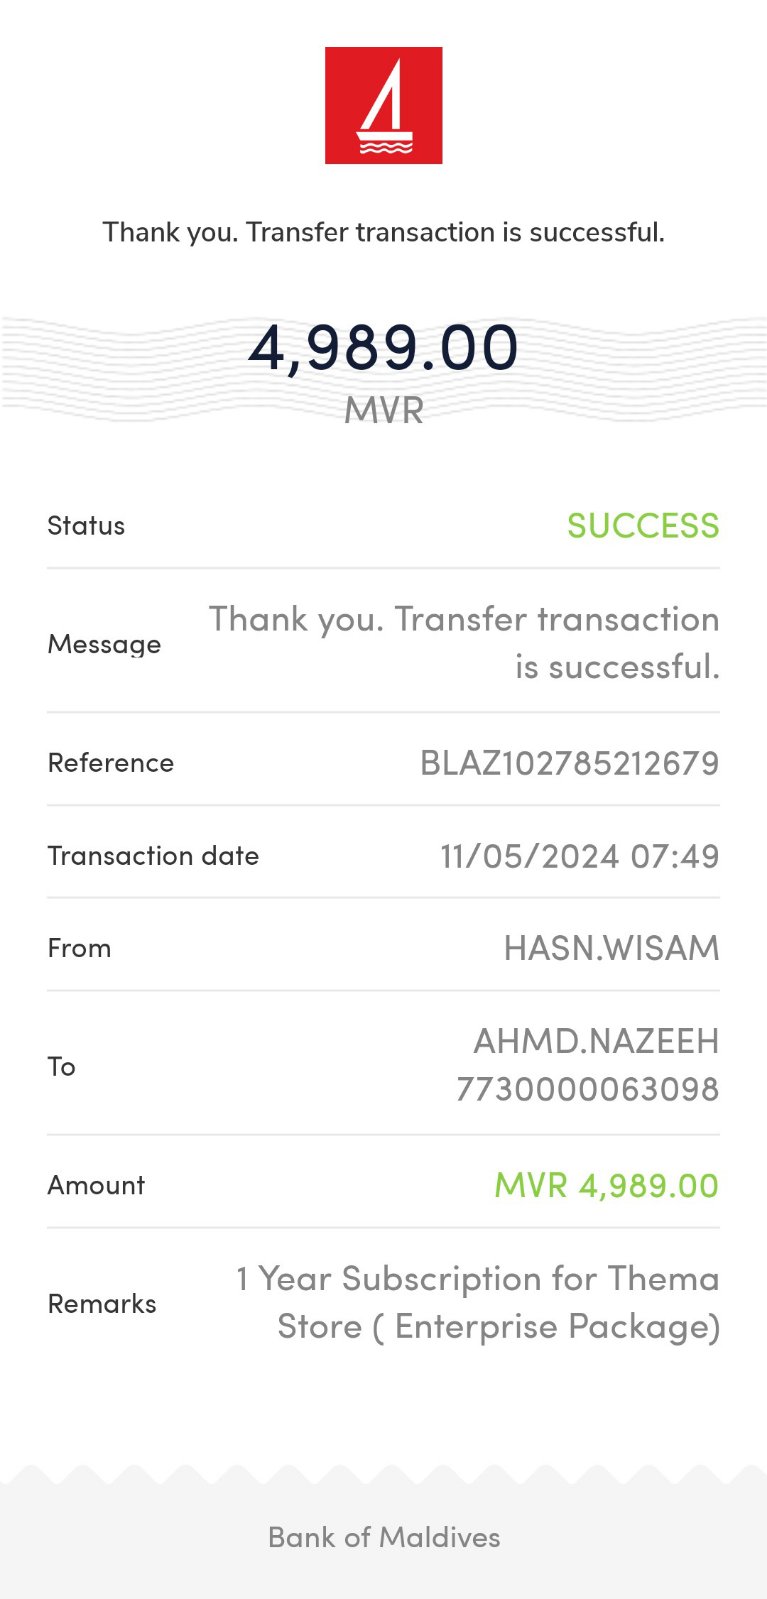 Thank you. Transfer transaction is successful.
4,989.00
MVR
Status
SUCCESS
Message
Thank you. Transfer transaction
is successful.
Reference
BLAZ102785212679
Transaction date
11/05/2024 07:49
From
HASN.WISAM
To
AHMD.NAZEEH
7730000063098
Amount
MVR 4,989.00
Remarks
1 Year Subscription for Thema
Store ( Enterprise Package)
Bank of Maldives